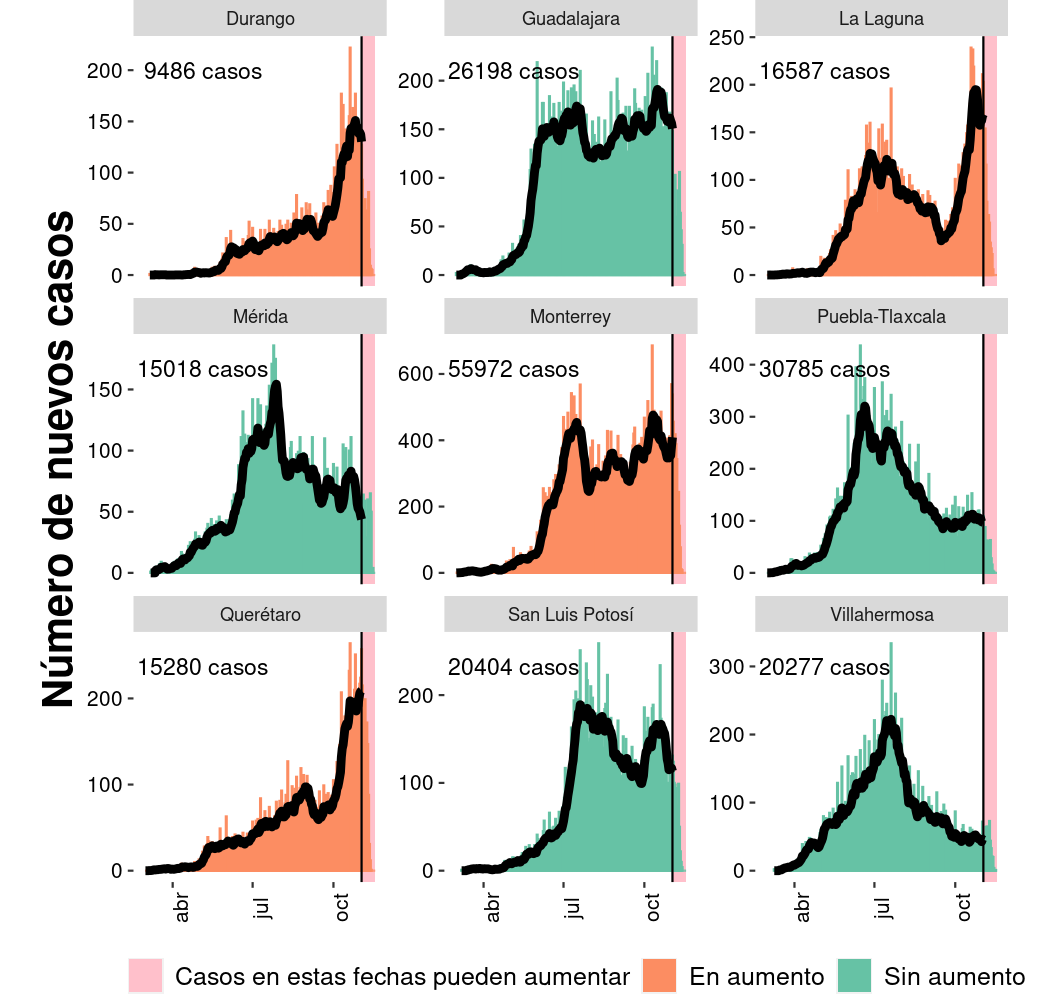 Número de nuevos casos
Durango
9486 casos
200
150
100
50
0
Guadalajara
26198 casos
200
150
100
50
0
La Laguna
16587 casos
250
200
150
100
50
0
Mérida
15018 casos
150
100
50
0
Monterrey
55972 casos
600
400
200
0
Puebla-Tlaxcala
30785 casos
400
300
200
100
0
Querétaro
15280 casos
200
100
0
abr jul oct
San Luis Potosí
20404 casos
200
100
0
abr jul oct
Villahermosa
20277 casos
300
200
100
0
abr jul oct
Casos en estas fechas pueden aumentar En aumento Sin aumento